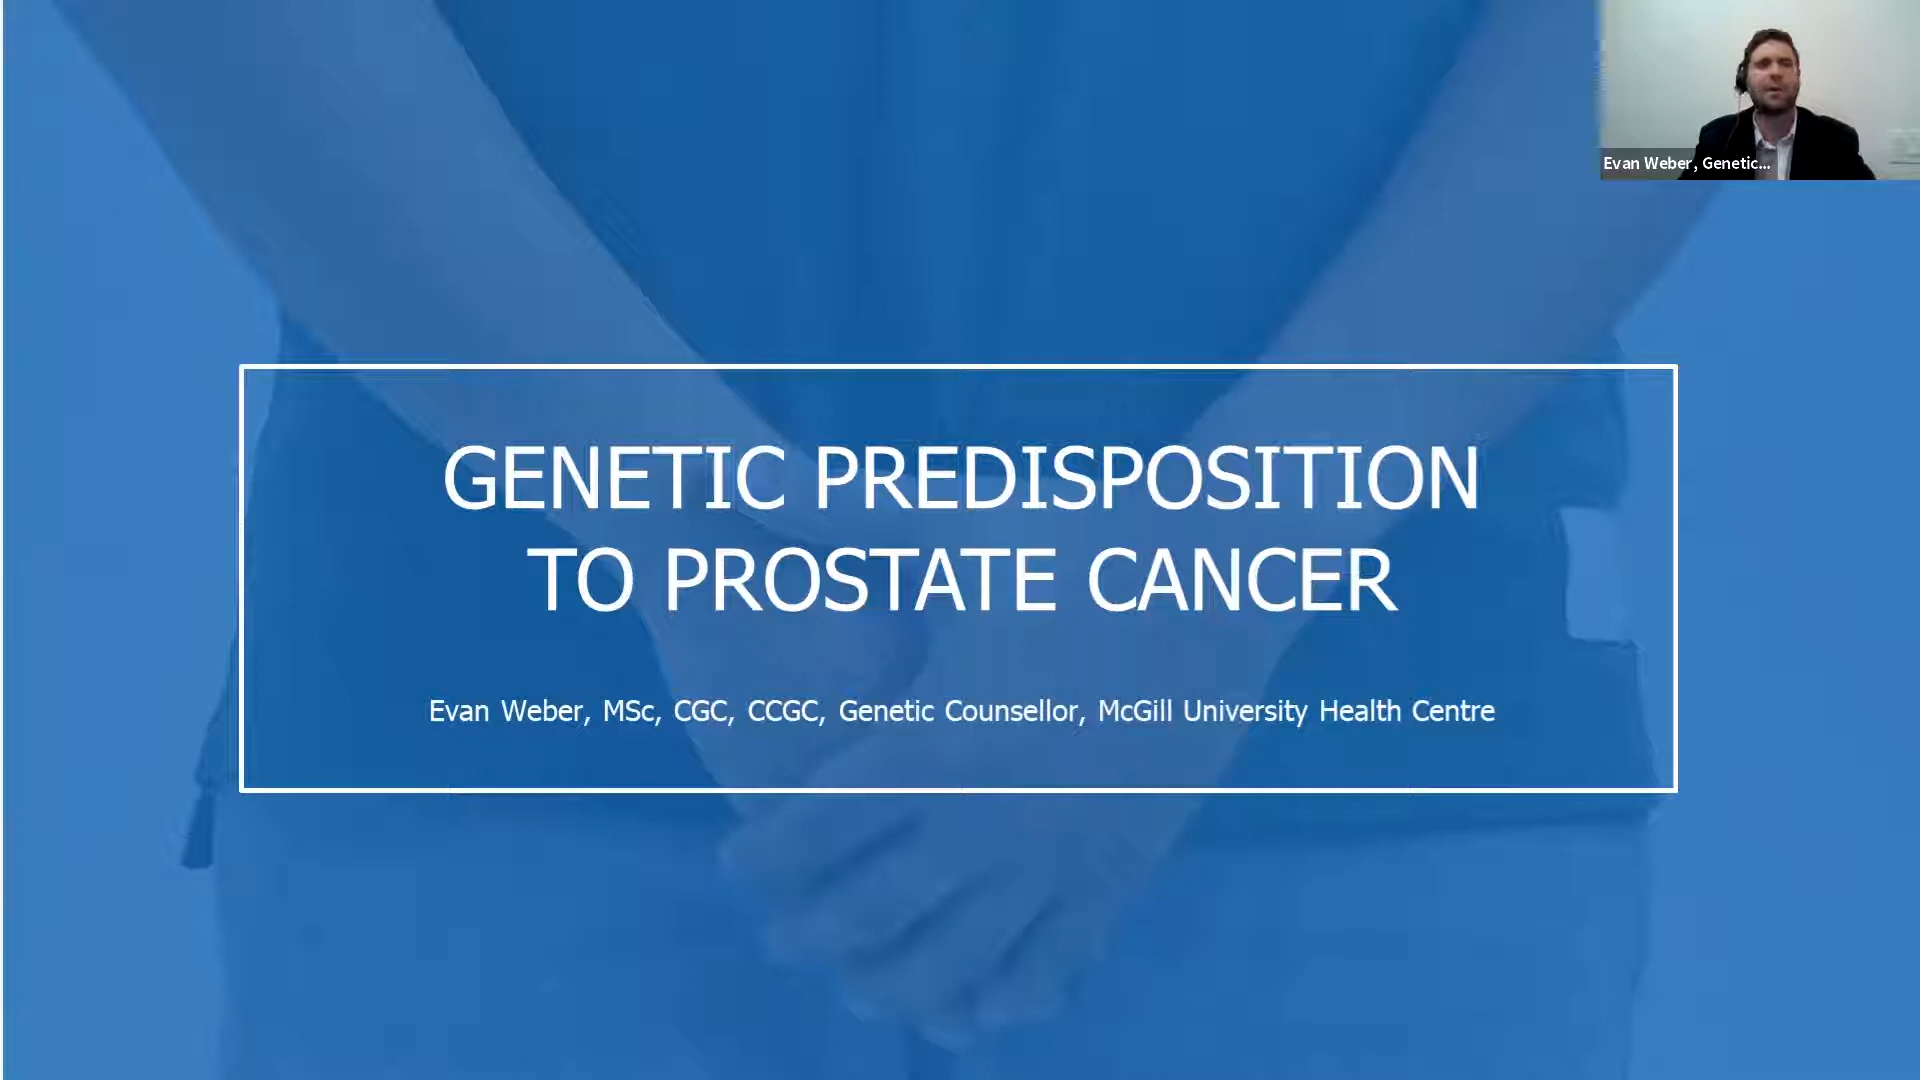 Evan Weber, Genetic...
GENETIC PREDISPOSITION
TO PROSTATE CANCER
Evan Weber, MSc, CGC, CCGC, Genetic Counsellor, McGill University Health Centre